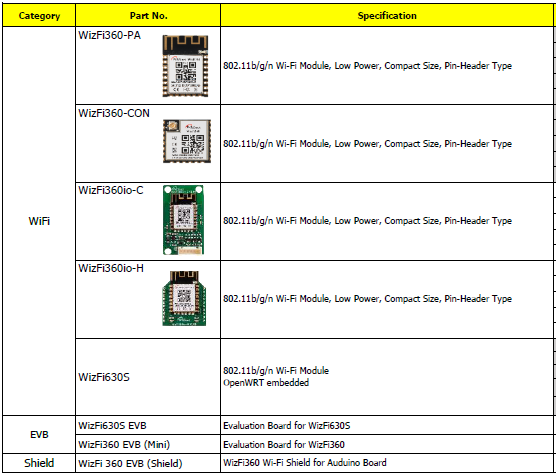 Category Part No. Specification
WiFi
WizFi360-PA
802.11b/g/n Wi-Fi Module, Low Power, Compact Size, Pin-Header Type
WizFi360-CON
802.11b/g/n Wi-Fi Module, Low Power, Compact Size, Pin-Header Type
WizFi360io-C
802.11b/g/n Wi-Fi Module, Low Power, Compact Size, Pin-Header Type
WizFi360io-H
802.11b/g/n Wi-Fi Module, Low Power, Compact Size, Pin-Header Type
WizFi630S
802.11b/g/n Wi-Fi Module
OpenWRT embedded
EVB
WizFi630S EVB Evaluation Board for WizFi630S
WizFi360 EVB (Mini) Evaluation Board for WizFi360
Shield WizFi 360 EVB (Shield) WizFi360 Wi-Fi Shield for Auduino Board